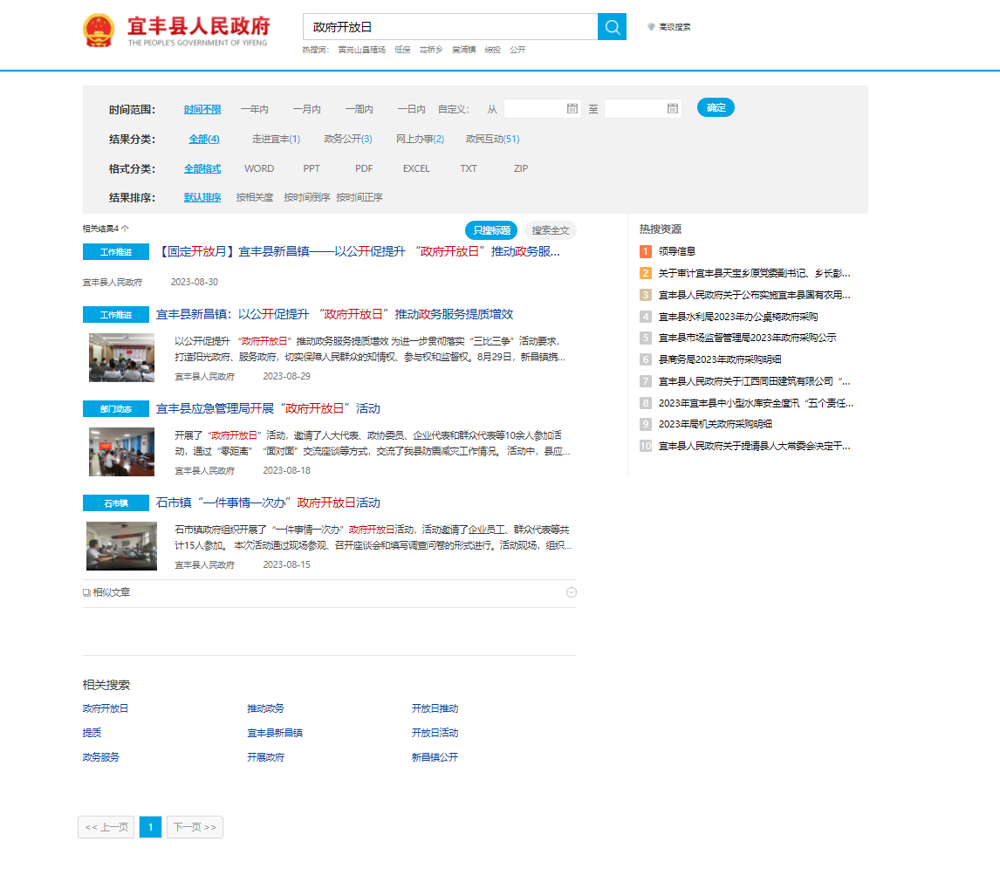 宜丰县人民政府
THE PEOPLE'S GOVERNMENT OF YIFENG
政府开放日
高级搜索
热搜词： 黄岗山垦殖场 低保 花桥乡 棠浦镇 综投 公开
时间范围： 时间不限 一年内 一月内 一周内 一日内 自定义： 从 至 确定
结果分类： 全部(4) 走进宜丰(1) 政务公开(3) 网上办事(2) 政民互动(51)
格式分类： 全部格式 WORD PPT PDF EXCEL TXT ZIP
结果排序： 默认排序 按相关度 按时间倒序 按时间正序
相关结果4 个
只搜标题 搜索全文
工作推进 【固定开放月】宜丰县新昌镇——以公开促提升 “政府开放日”推动政务服...
宜丰县人民政府 2023-08-30
工作推进 宜丰县新昌镇：以公开促提升 “政府开放日”推动政务服务提质增效
以公开促提升 “政府开放日”推动政务服务提质增效 为进一步贯彻落实“三比三争”活动要求，
打造阳光政府、服务政府，切实保障人民群众的知情权、参与权和监督权。8月29日，新昌镇携...
宜丰县人民政府 2023-08-29
部门动态 宜丰县应急管理局开展“政府开放日”活动
开展了“政府开放日”活动，邀请了人大代表、政协委员、企业代表和群众代表等10余人参加活
动，通过“零距离” “面对面”交流座谈等方式，交流了我县防震减灾工作情况。 活动中，县应...
宜丰县人民政府 2023-08-18
石市镇 石市镇“一件事情一次办”政府开放日活动
石市镇政府组织开展了“一件事情一次办”政府开放日活动，活动邀请了企业员工、群众代表等共
计15人参加。 本次活动通过现场参观、召开座谈会和填写调查问卷的形式进行。活动现场，组织...
宜丰县人民政府 2023-08-15
相似文章
相关搜索
政府开放日 推动政务 开放日推动
提质 宜丰县新昌镇 开放日活动
政务服务 开展政府 新昌镇公开
<< 上一页 1 下一页 >>
热搜资源
1 领导信息
2 关于审计宜丰县天宝乡原党委副书记、乡长彭...
3 宜丰县人民政府关于公布实施宜丰县国有农用...
4 宜丰县水利局2023年办公桌椅政府采购
5 宜丰县市场监督管理局2023年政府采购公示
6 县商务局2023年政府采购明细
7 宜丰县人民政府关于江西同田建筑有限公司“...
8 2023年宜丰县中小型水库安全度汛“五个责任...
9 2023年局机关政府采购明细
10 宜丰县人民政府关于提请县人大常委会决定干...